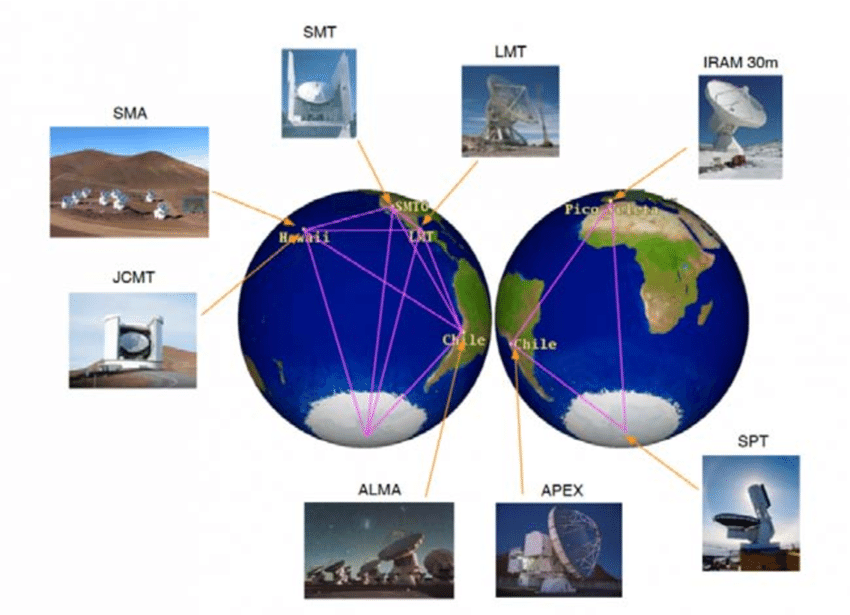 SMT
LMT
IRAM 30m
SMA
SMTO
Pico Veleta
Hawaii
LMT
JCMT
Chile
Chile
SPT
ALMA
APEX